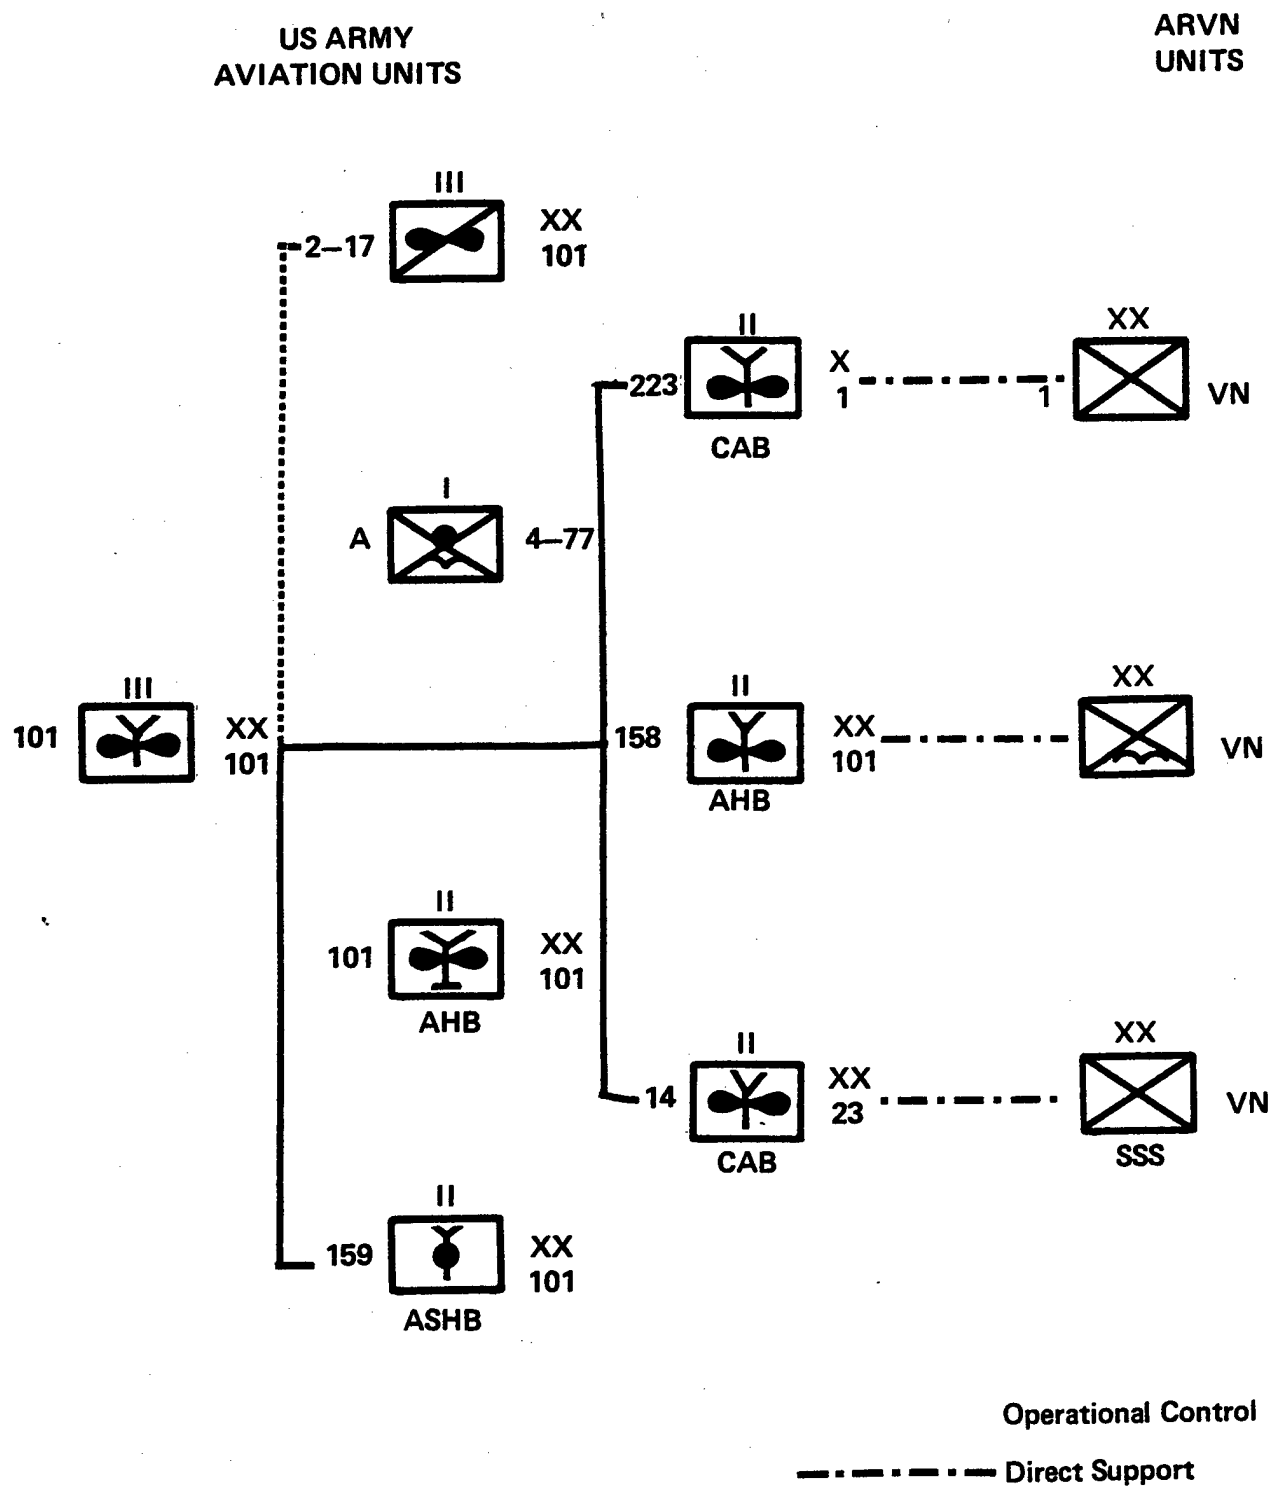 US ARMY
AVIATION UNITS
ARVN
UNITS
III
2–17
XX
101
II
223
X
1
CAB
XX
1
VN
I
A
4–77
III
101
XX
101
II
158
XX
101
AHB
XX
VN
II
101
XX
101
AHB
II
14
XX
23
CAB
XX
VN
SSS
II
159
XX
101
ASHB
Operational Control
Direct Support